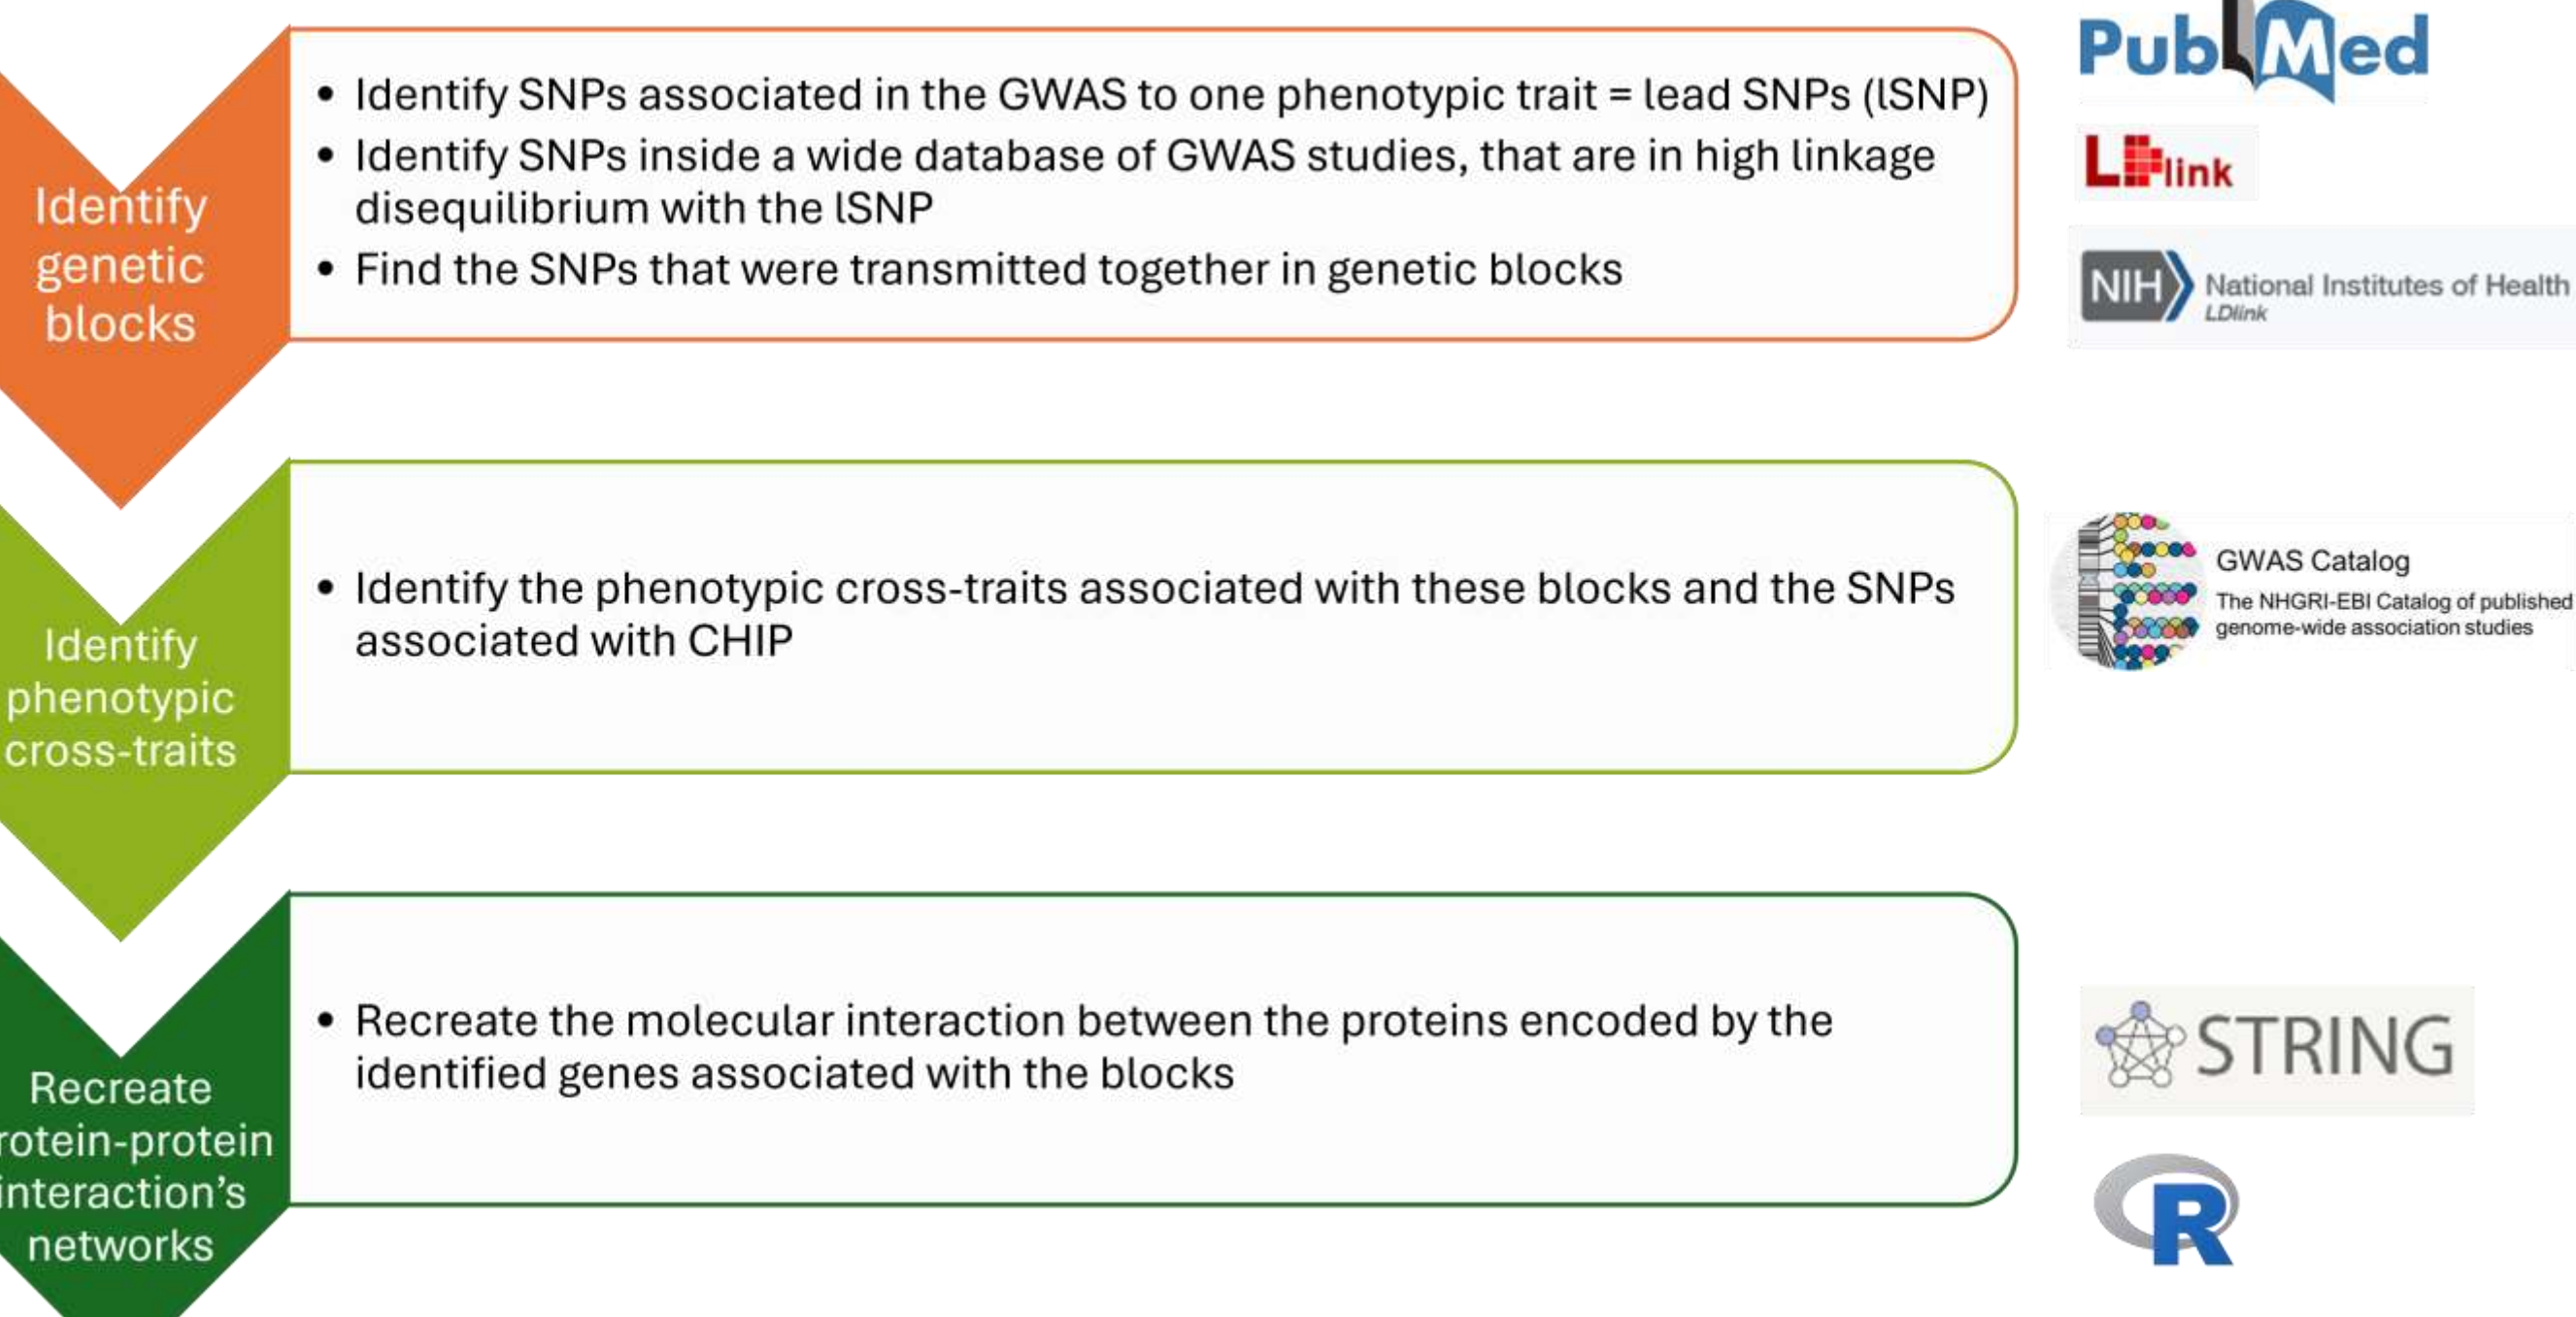 Identify
genetic
blocks
• Identify SNPs associated in the GWAS to one phenotypic trait = lead SNPs (lSNP)
• Identify SNPs inside a wide database of GWAS studies, that are in high linkage
disequilibrium with the lSNP
• Find the SNPs that were transmitted together in genetic blocks
PubMed
LDlink
NIH National Institutes of Health
LDlink
Identify
phenotypic
cross-traits
• Identify the phenotypic cross-traits associated with these blocks and the SNPs
associated with CHIP
GWAS Catalog
The NHGRI-EBI Catalog of published
genome-wide association studies
Recreate
rotein-protein
interaction's
networks
• Recreate the molecular interaction between the proteins encoded by the
identified genes associated with the blocks
STRING
R